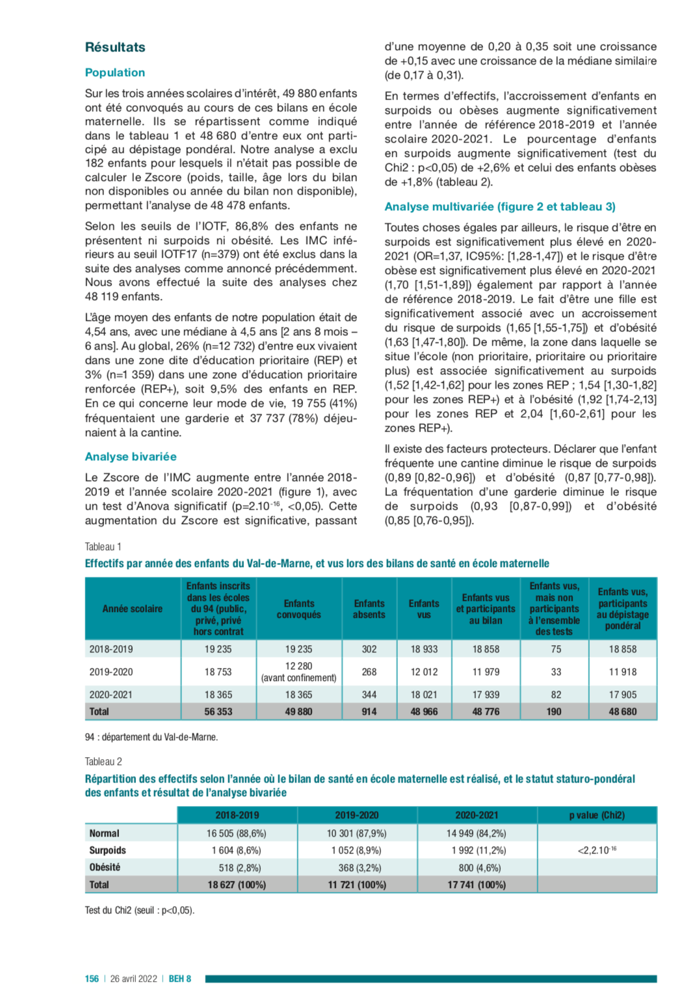 Résultats
Population
Sur les trois années scolaires d’intérêt, 49 880 enfants
ont été convoqués au cours de ces bilans en école
maternelle. Ils se répartissent comme indiqué
dans le tableau 1 et 48 680 d’entre eux ont parti-
cipé au dépistage pondéral. Notre analyse a exclu
182 enfants pour lesquels il n’était pas possible de
calculer le Zscore (poids, taille, âge lors du bilan
non disponibles ou année du bilan non disponible),
permettant l’analyse de 48 478 enfants.
Selon les seuils de l’IOTF, 86,8% des enfants ne
présentent ni surpoids ni obésité. Les IMC infé-
rieurs au seuil IOTF17 (n=379) ont été exclus dans la
suite des analyses comme annoncé précédemment.
Nous avons effectué la suite des analyses chez
48 119 enfants.
L’âge moyen des enfants de notre population était de
4,54 ans, avec une médiane à 4,5 ans [2 ans 8 mois –
6 ans]. Au global, 26% (n=12 732) d’entre eux vivaient
dans une zone dite d’éducation prioritaire (REP) et
3% (n=1 359) dans une zone d’éducation prioritaire
renforcée (REP+), soit 9,5% des enfants en REP.
En ce qui concerne leur mode de vie, 19 755 (41%)
fréquentaient une garderie et 37 737 (78%) déjeu-
naient à la cantine.
Analyse bivariée
Le Zscore de l’IMC augmente entre l’année 2018-
2019 et l’année scolaire 2020-2021 (figure 1), avec
un test d’Anova significatif (p=2.10-16, <0,05). Cette
augmentation du Zscore est significative, passant
d’une moyenne de 0,20 à 0,35 soit une croissance
de +0,15 avec une croissance de la médiane similaire
(de 0,17 à 0,31).
En termes d’effectifs, l’accroissement d’enfants en
surpoids ou obèses augmente significativement
entre l’année de référence 2018-2019 et l’année
scolaire 2020-2021. Le pourcentage d’enfants
en surpoids augmente significativement (test du
Chi2 : p<0,05) de +2,6% et celui des enfants obèses
de +1,8% (tableau 2).
Analyse multivariée (figure 2 et tableau 3)
Toutes choses égales par ailleurs, le risque d’être en
surpoids est significativement plus élevé en 2020-
2021 (OR=1,37, IC95%: [1,28-1,47]) et le risque d’être
obèse est significativement plus élevé en 2020-2021
(1,70 [1,51-1,89]) également par rapport à l’année
de référence 2018-2019. Le fait d’être une fille est
significativement associé avec un accroissement
du risque de surpoids (1,65 [1,55-1,75]) et d’obésité
(1,63 [1,47-1,80]). De même, la zone dans laquelle se
situe l’école (non prioritaire, prioritaire ou prioritaire
plus) est associée significativement au surpoids
(1,52 [1,42-1,62] pour les zones REP ; 1,54 [1,30-1,82]
pour les zones REP+) et à l’obésité (1,92 [1,74-2,13]
pour les zones REP et 2,04 [1,60-2,61] pour les
zones REP+).
Il existe des facteurs protecteurs. Déclarer que l’enfant
fréquente une cantine diminue le risque de surpoids
(0,89 [0,82-0,96]) et d’obésité (0,87 [0,77-0,98]).
La fréquentation d’une garderie diminue le risque
de surpoids (0,93 [0,87-0,99]) et d’obésité
(0,85 [0,76-0,95]).
Tableau 1
Effectifs par année des enfants du Val-de-Marne, et vus lors des bilans de santé en école maternelle
Année scolaire Enfants inscrits dans les écoles du 94 (public, privé, privé hors contrat Enfants convoqués Enfants absents Enfants vus Enfants vus et participants au bilan Enfants vus, mais non participants à l’ensemble des tests Enfants vus, participants au dépistage pondéral
2018-2019 19 235 19 235 302 18 933 18 858 75 18 858
2019-2020 18 753 12 280 (avant confinement) 268 12 012 11 979 33 11 918
2020-2021 18 365 18 365 344 18 021 17 939 82 17 905
Total 56 353 49 880 914 48 966 48 776 190 48 680
94 : département du Val-de-Marne.
Tableau 2
Répartition des effectifs selon l’année où le bilan de santé en école maternelle est réalisé, et le statut staturo-pondéral
des enfants et résultat de l’analyse bivariée
2018-2019 2019-2020 2020-2021 p value (Chi2)
Normal 16 505 (88,6%) 10 301 (87,9%) 14 949 (84,2%)
Surpoids 1 604 (8,6%) 1 052 (8,9%) 1 992 (11,2%) <2,2.10-16
Obésité 518 (2,8%) 368 (3,2%) 800 (4,6%)
Total 18 627 (100%) 11 721 (100%) 17 741 (100%)
Test du Chi2 (seuil : p<0,05).
156 | 26 avril 2022 | BEH 8